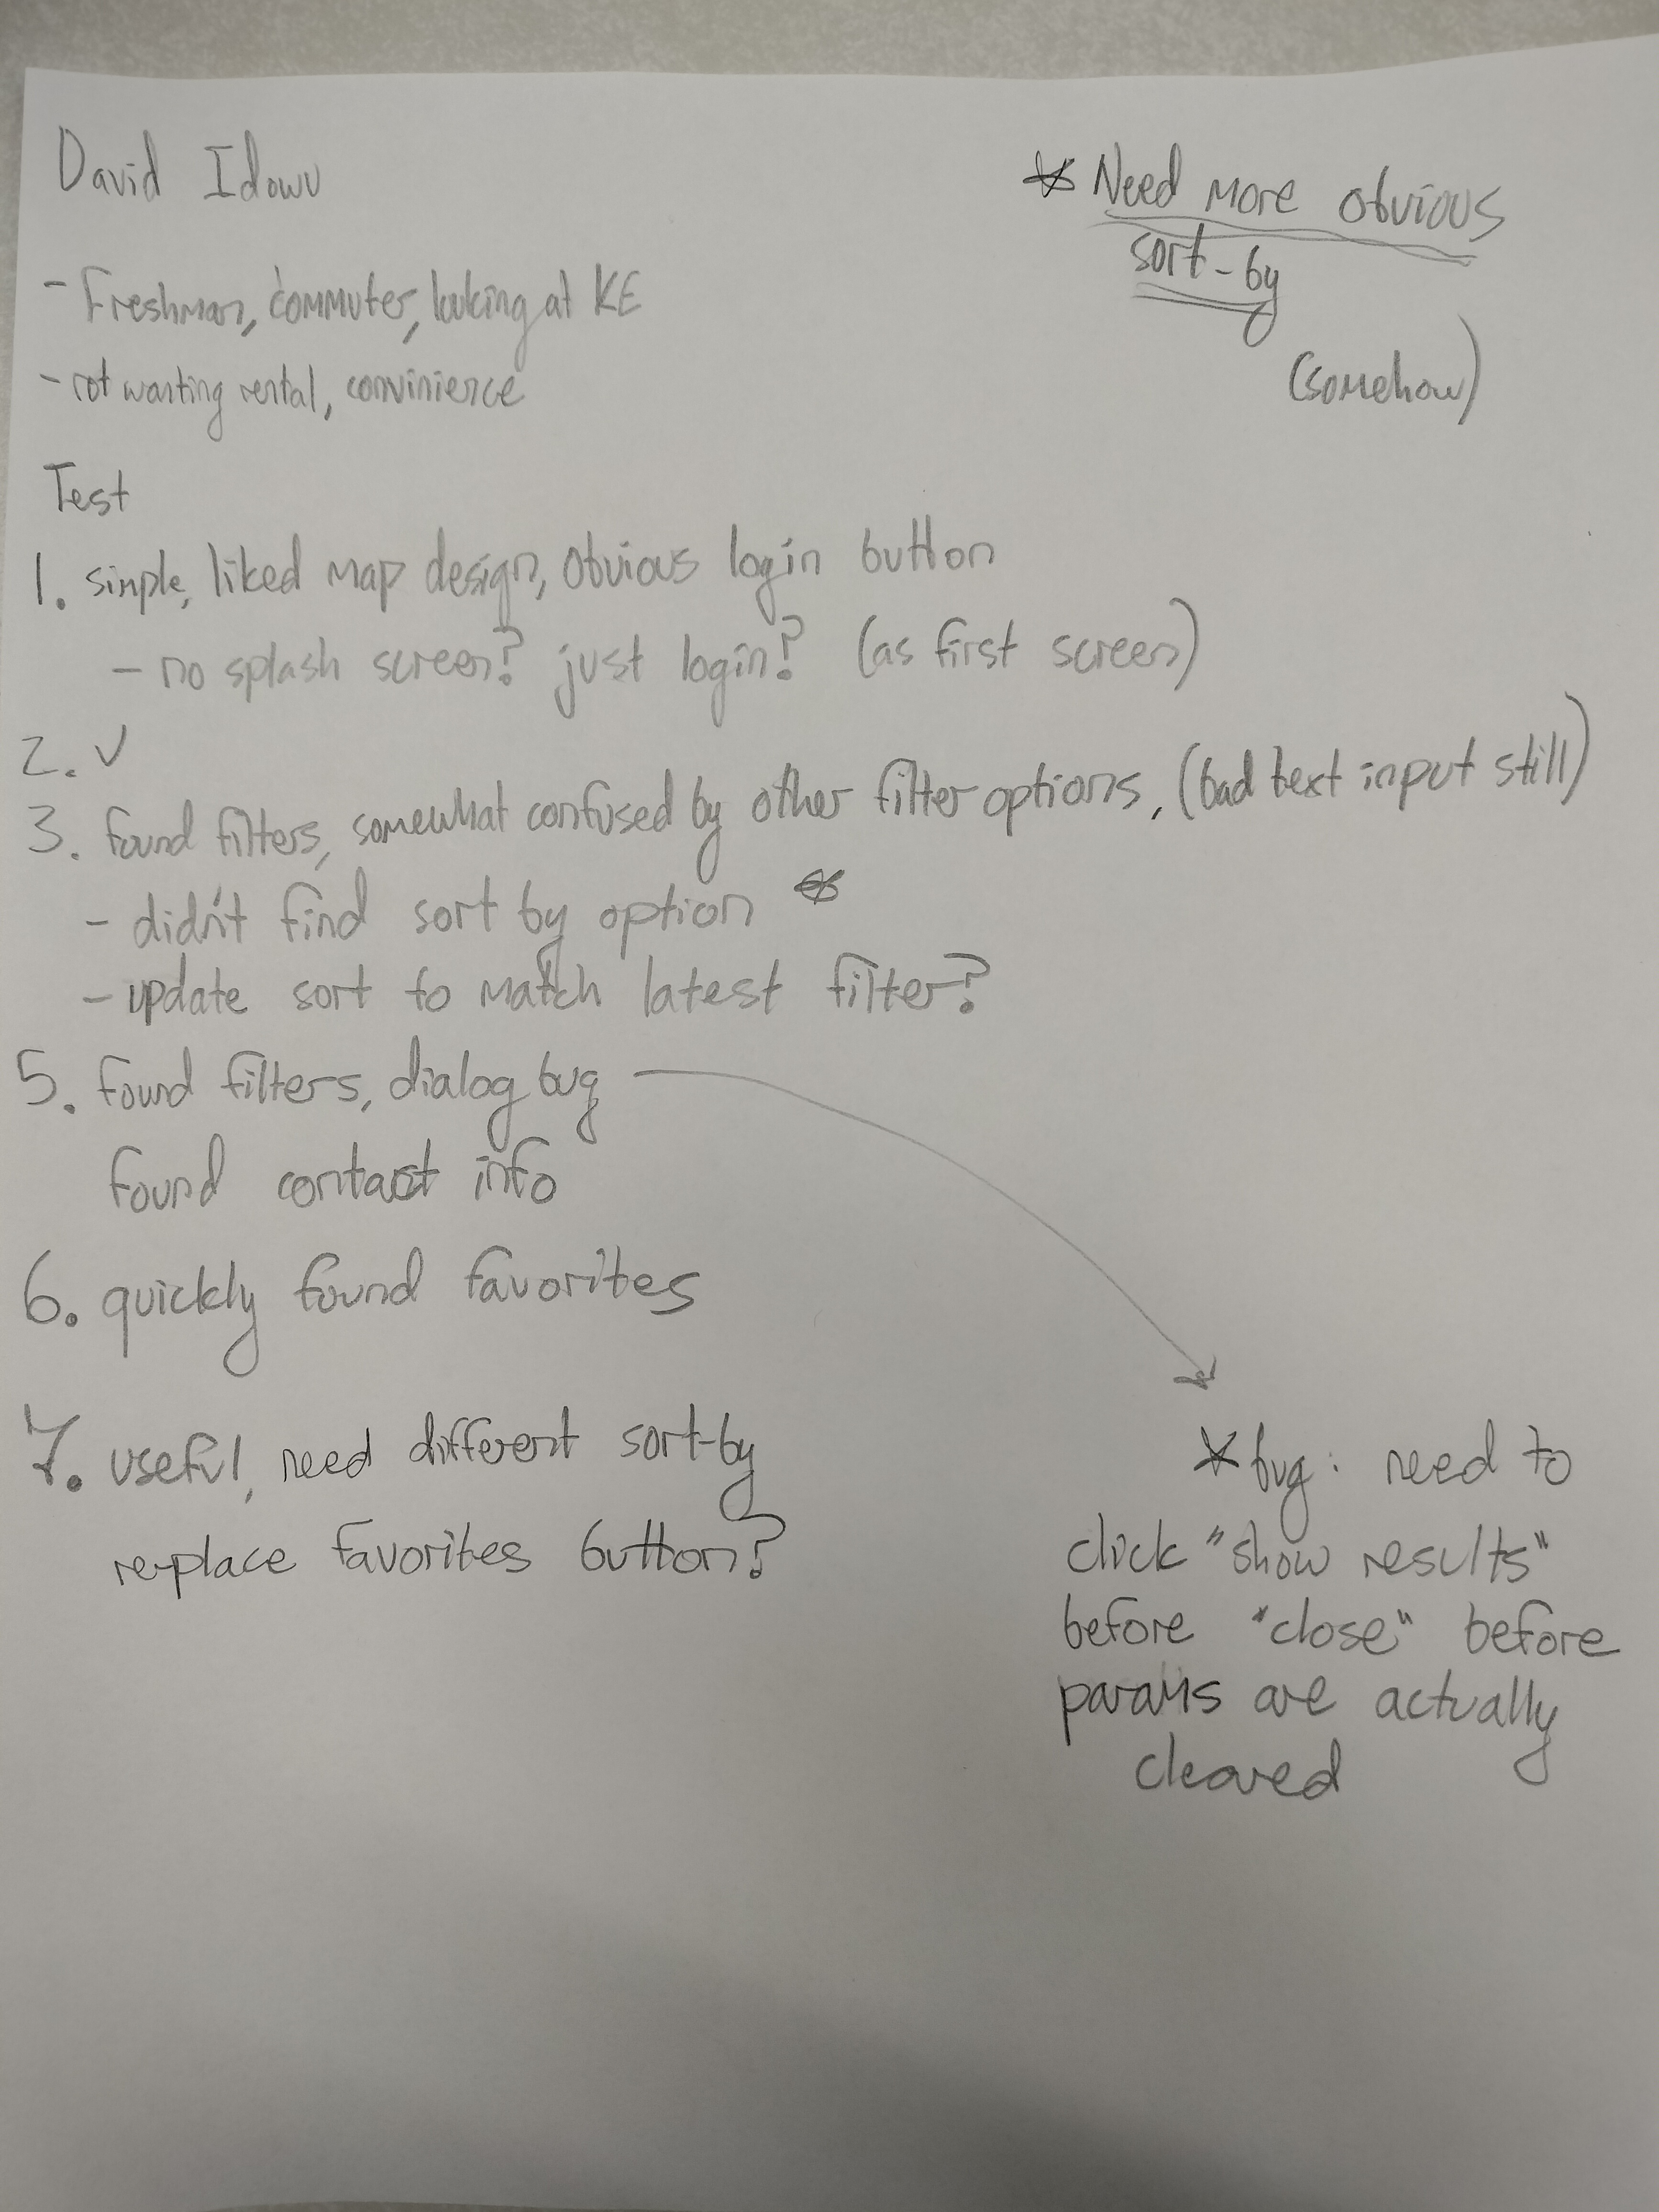 David Idowu
- Freshman, commuter, looking at KE
- not wanting rental, convinience
* Need more obvious
sort-by
(somehow)
Test
1. simple, liked map design, obvious login button
- no splash screen? just login? (as first screen)
2. ✓
3. found filters, somewhat confused by other filter options, (bad text input still)
- didn't find sort by option *
- update sort to match latest filter?
5. found filters, dialog bug
found contact info
6. quickly found favorites
7. useful, need different sort-by
replace favorites button?
* bug: need to
click "show results"
before "close" before
params are actually
cleared